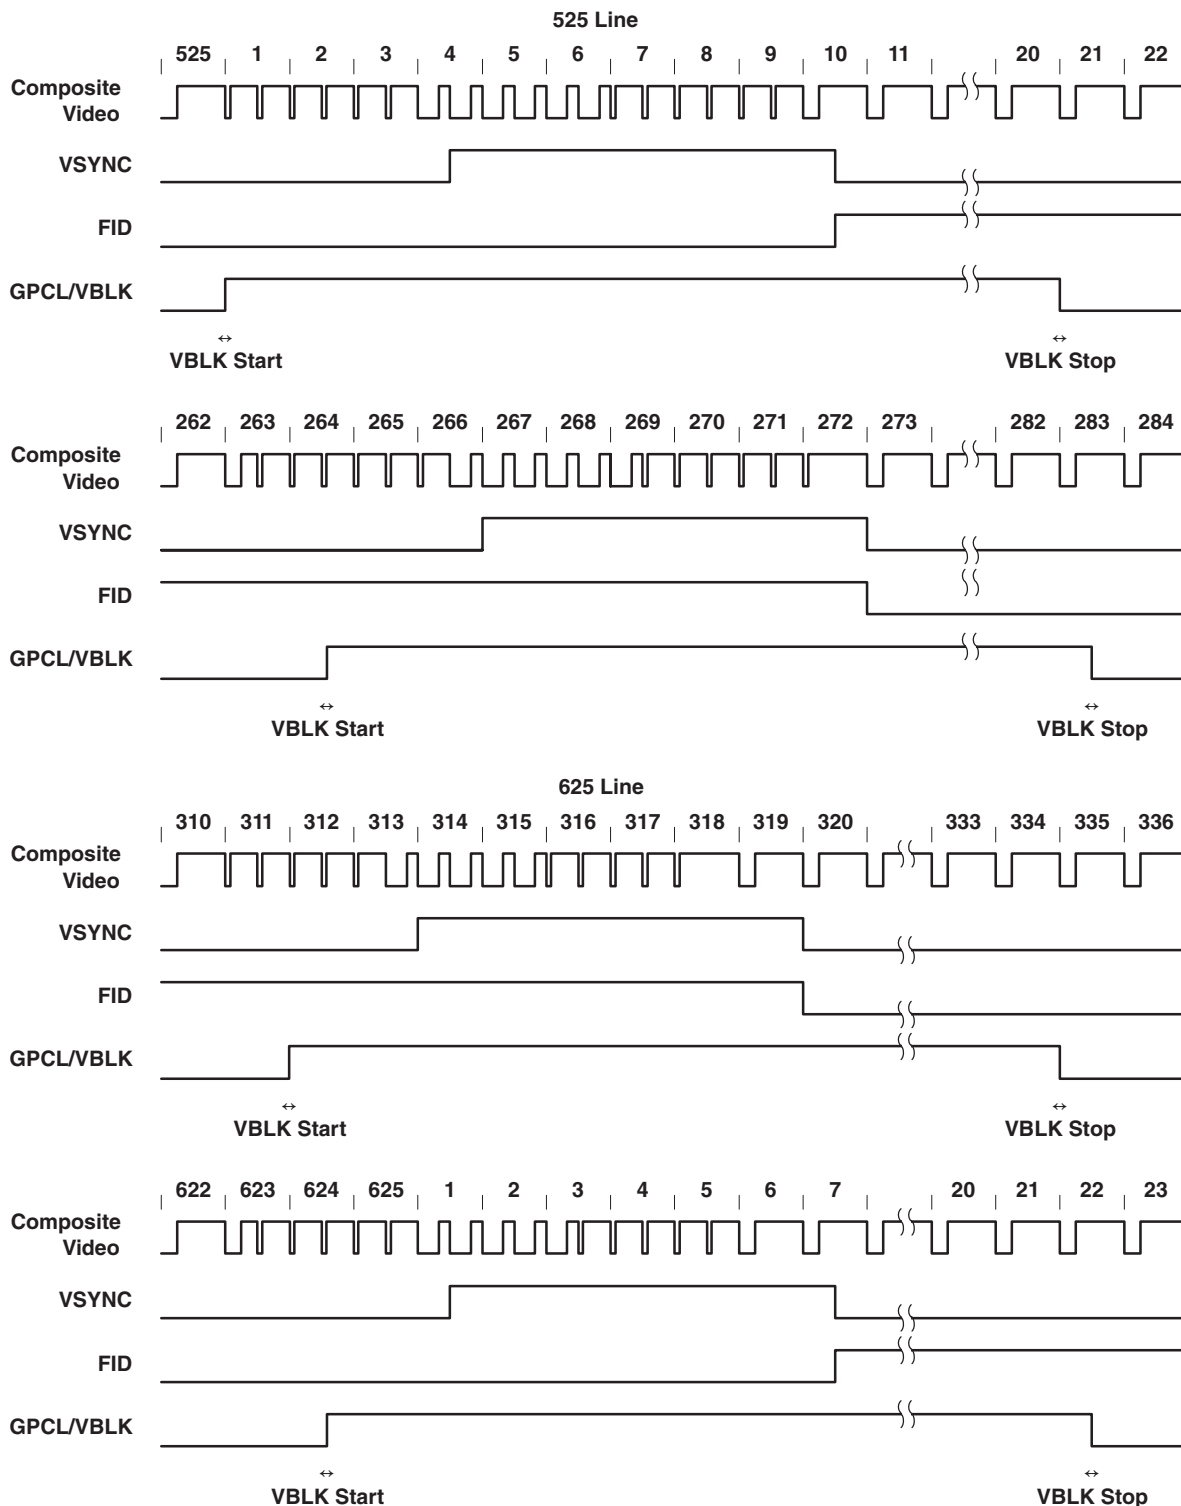 525 Line
525 1 2 3 4 5 6 7 8 9 10 11 20 21 22
Composite
Video
VSYNC
FID
GPCL/VBLK
↔ ↔
VBLK Start VBLK Stop
262 263 264 265 266 267 268 269 270 271 272 273 282 283 284
Composite
Video
VSYNC
FID
GPCL/VBLK
↔ ↔
VBLK Start VBLK Stop
625 Line
310 311 312 313 314 315 316 317 318 319 320 333 334 335 336
Composite
Video
VSYNC
FID
GPCL/VBLK
↔ ↔
VBLK Start VBLK Stop
622 623 624 625 1 2 3 4 5 6 7 20 21 22 23
Composite
Video
VSYNC
FID
GPCL/VBLK
↔ ↔
VBLK Start VBLK Stop